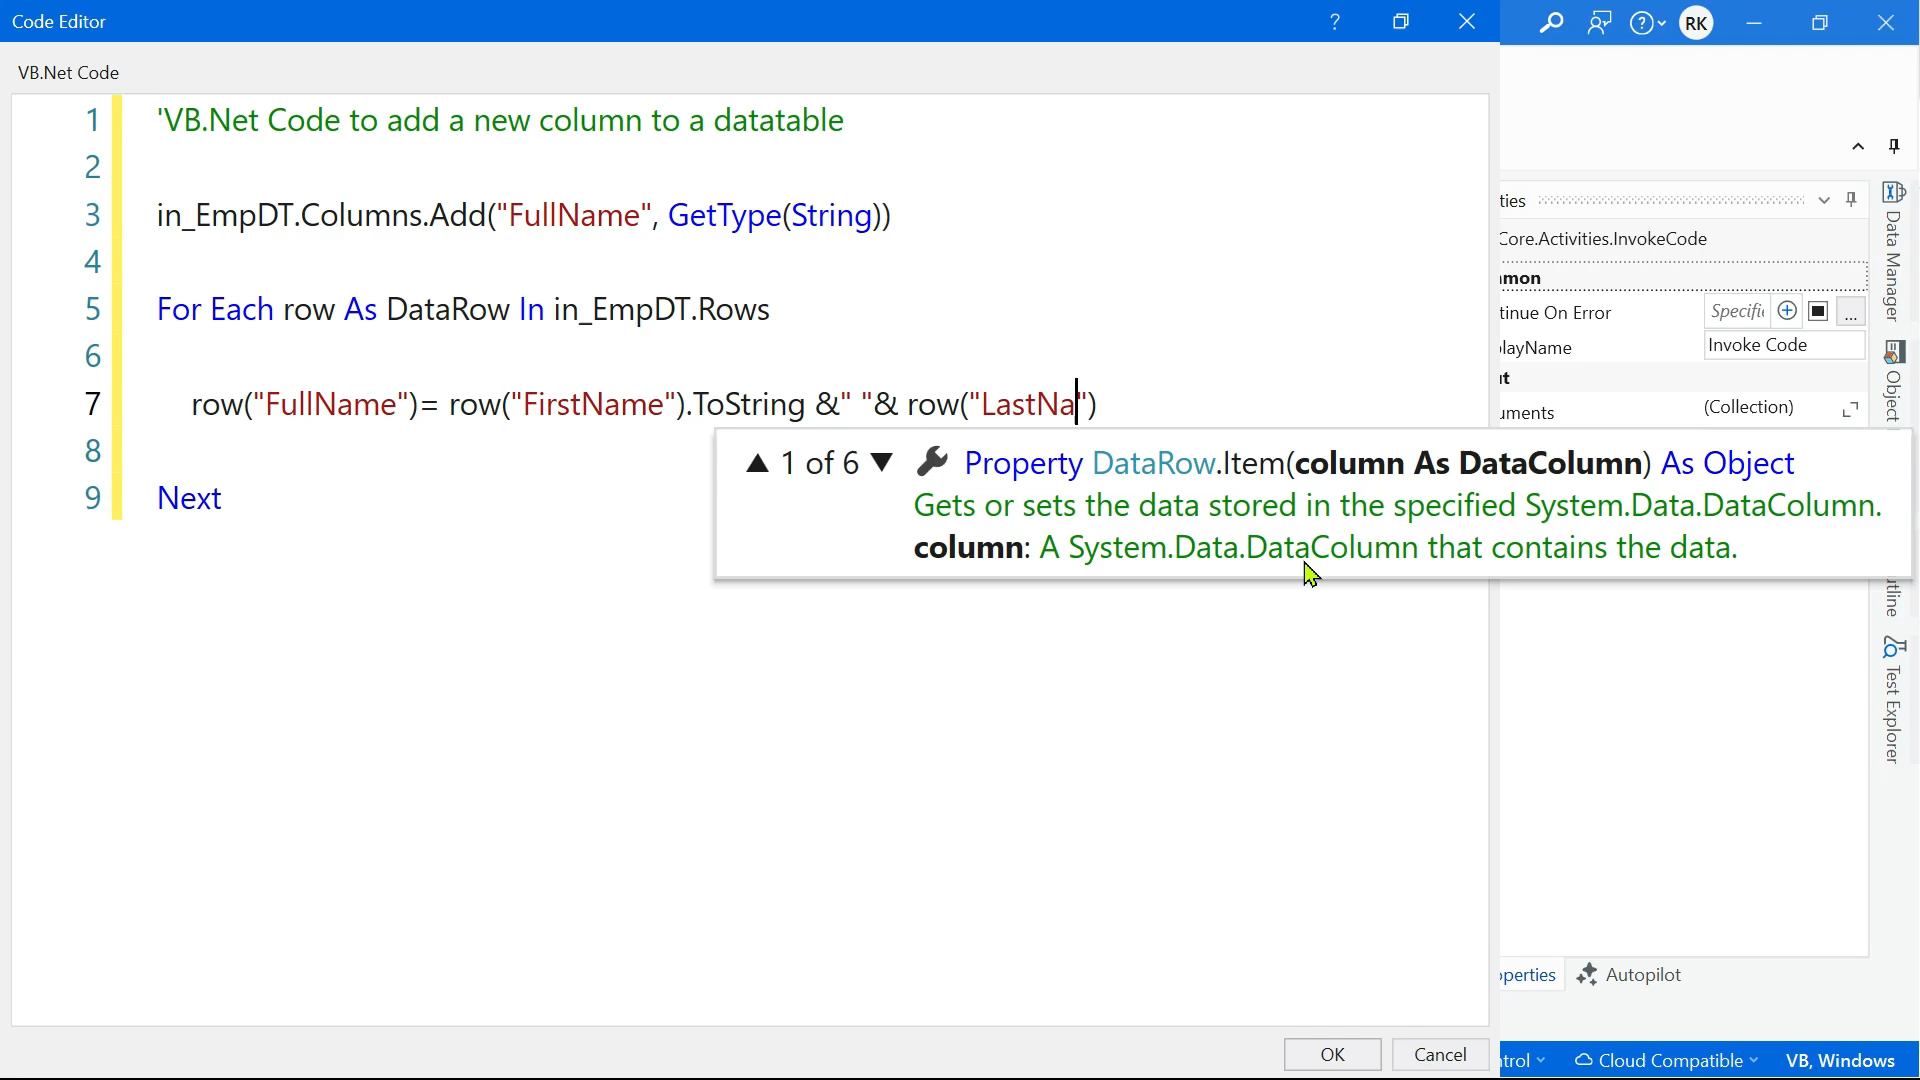 Code Editor
?
RK
VB.Net Code
1 'VB.Net Code to add a new column to a datatable
2
3 in_EmpDT.Columns.Add("FullName", GetType(String))
4
5 For Each row As DataRow In in_EmpDT.Rows
6
7 row("FullName")= row("FirstName").ToString &" "& row("LastNa")
8
9 Next
▲ 1 of 6 ▼ Property DataRow.Item(column As DataColumn) As Object
Gets or sets the data stored in the specified System.Data.DataColumn.
column: A System.Data.DataColumn that contains the data.
ties
Core.Activities.InvokeCode
mon
tinue On Error
Specifi
...
layName
Invoke Code
t
uments
(Collection)
Data Manager
Object
utline
Test Explorer
perties
Autopilot
OK
Cancel
trol
Cloud Compatible
VB, Windows